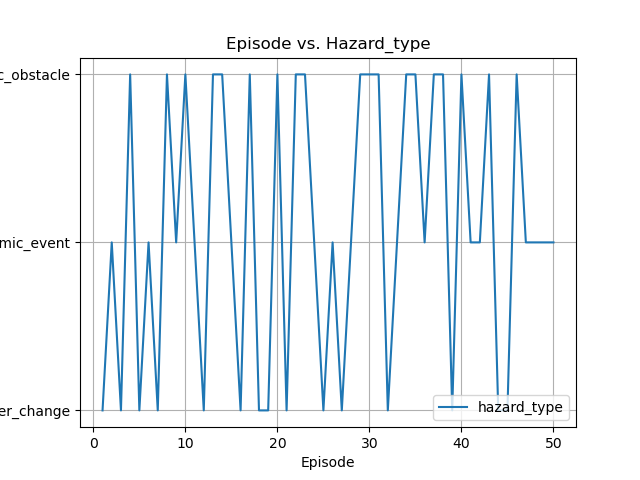 Episode vs. Hazard_type
c_obstacle
mic_event
er_change
hazard_type
0 10 20 30 40 50
Episode